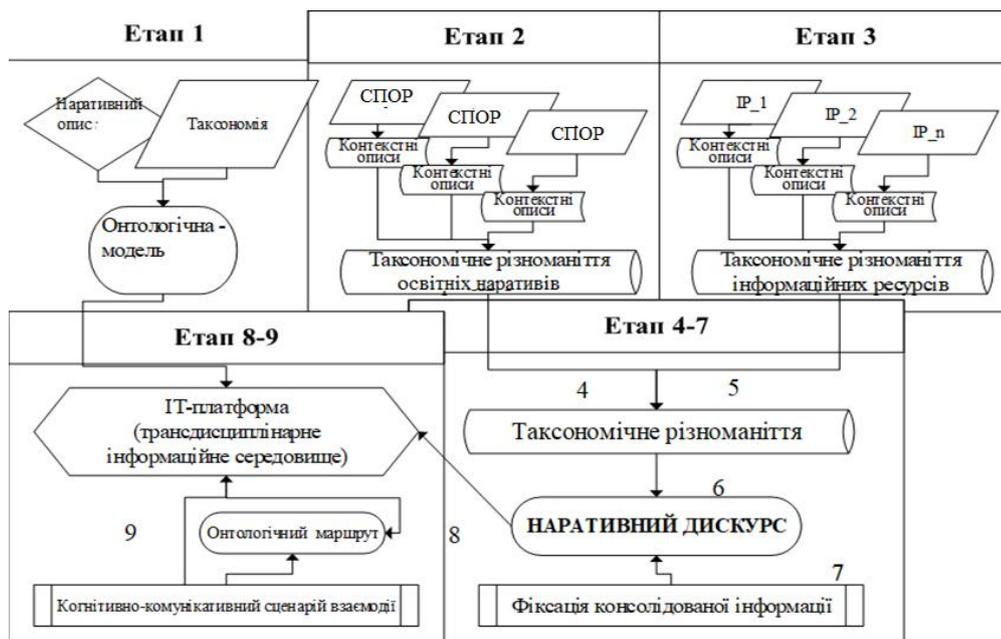 Етап 1
Наративний
опис
Таксономія
Онтологічна -
модель
Етап 2
СПОР
СПОР
СПОР
Контекстні
описи
Контекстні
описи
Контекстні
описи
Таксономічне різноманіття
освітніх наративів
Етап 3
ІР_1
ІР_2
ІР_n
Контекстні
описи
Контекстні
описи
Контекстні
описи
Таксономічне різноманіття
інформаційних ресурсів
Етап 4-7
4
5
Таксономічне різноманіття
6
НАРАТИВНИЙ ДИСКУРС
7
Фіксація консолідованої інформації
Етап 8-9
ІТ-платформа
(трансдисциплінарне
інформаційне середовище)
9
Онтологічний маршрут
8
Когнітивно-комунікативний сценарій взаємодії